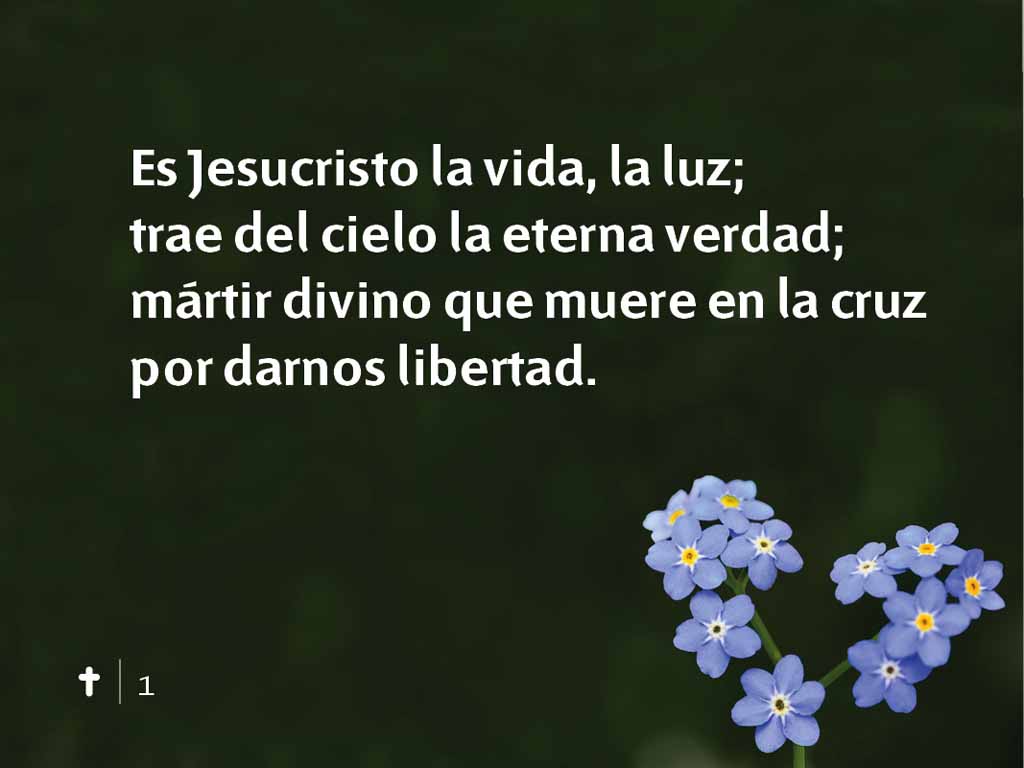 Es Jesucristo la vida, la luz;
trae del cielo la eterna verdad;
mártir divino que muere en la cruz
por darnos libertad.
1